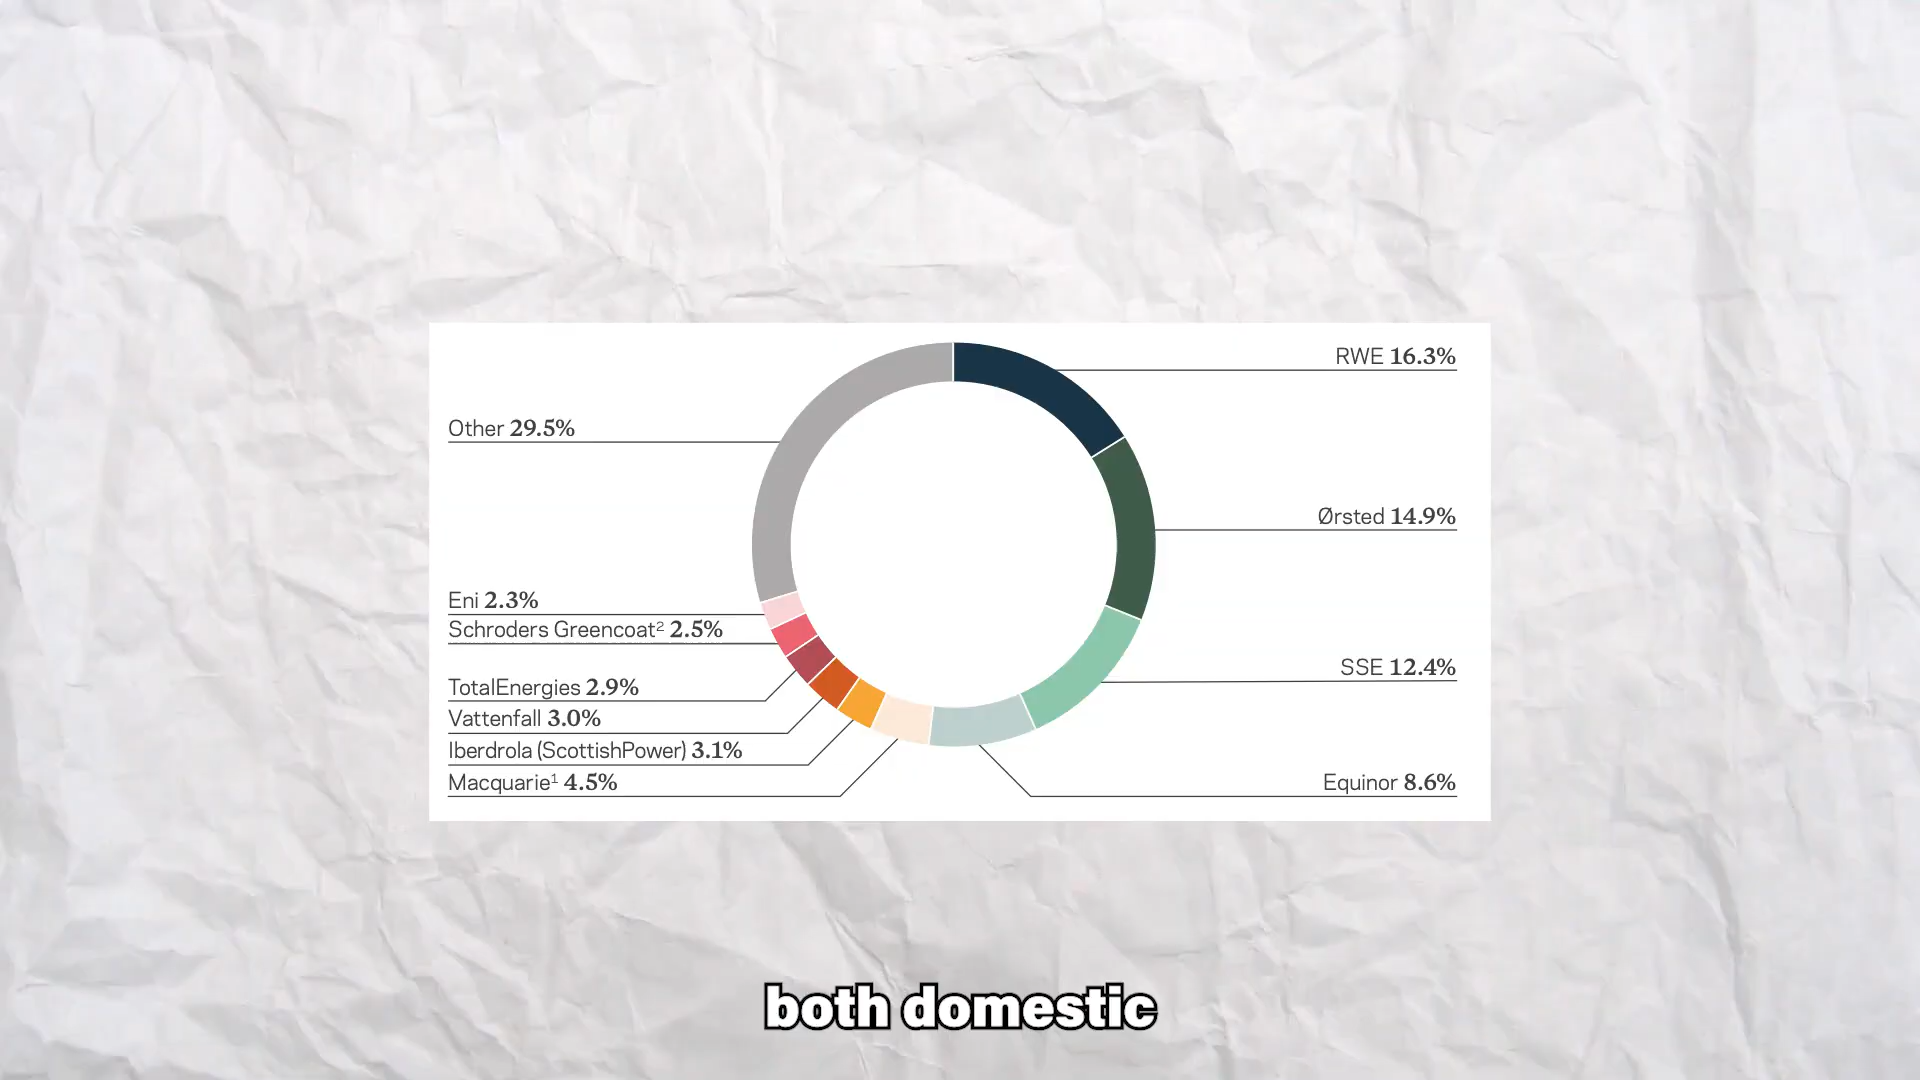 RWE 16.3%
Other 29.5%
Ørsted 14.9%
Eni 2.3%
Schroders Greencoat² 2.5%
SSE 12.4%
TotalEnergies 2.9%
Vattenfall 3.0%
Iberdrola (ScottishPower) 3.1%
Macquarie¹ 4.5%
Equinor 8.6%
both domestic